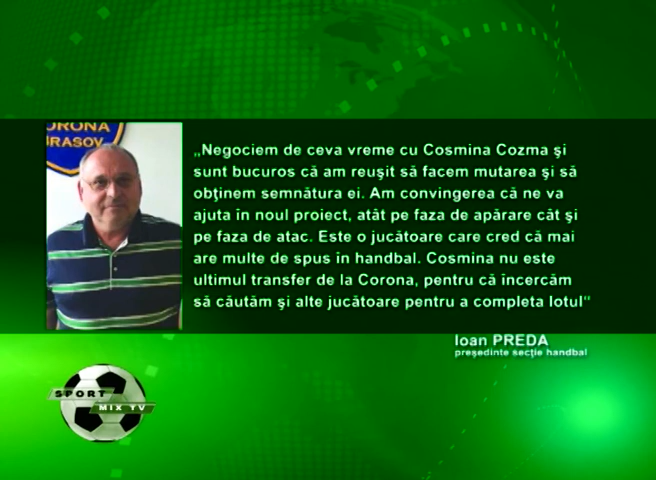 CORONA
BRASOV
„Negociem de ceva vreme cu Cosmina Cozma şi
sunt bucuros că am reuşit să facem mutarea şi să
obţinem semnătura ei. Am convingerea că ne va
ajuta în noul proiect, atât pe faza de apărare cât şi
pe faza de atac. Este o jucătoare care cred că mai
are multe de spus în handbal. Cosmina nu este
ultimul transfer de la Corona, pentru că încercăm
să căutăm şi alte jucătoare pentru a completa lotul"
Ioan PREDA
preşedinte secţie handbal
SPORT
MIX TV